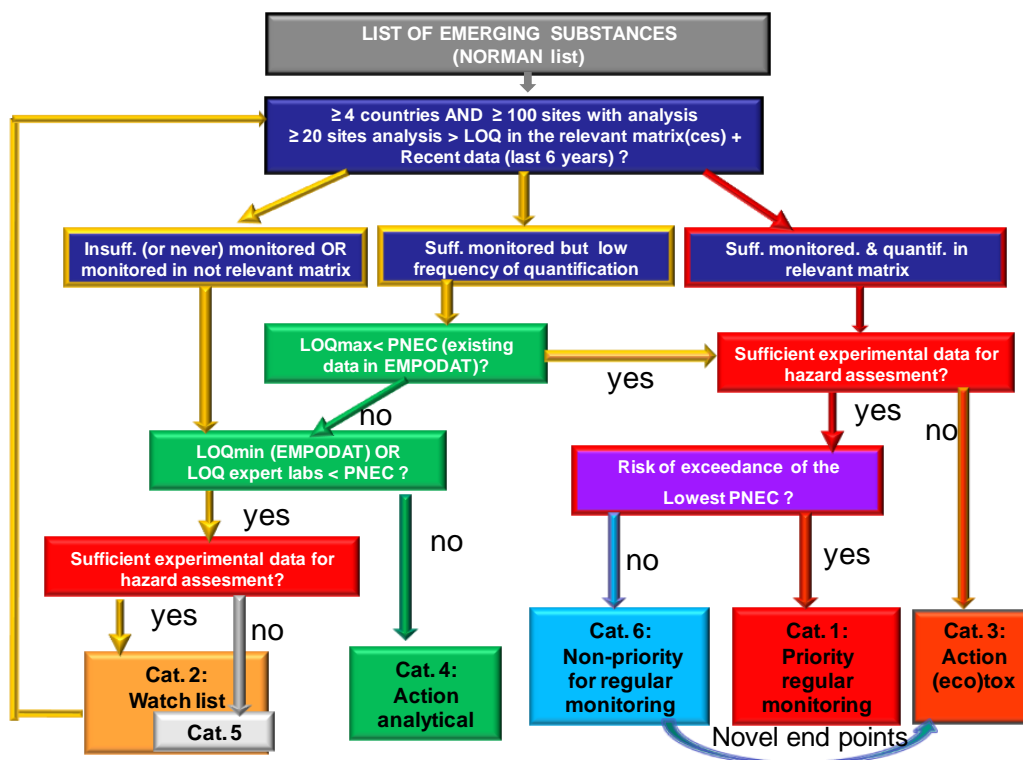 LIST OF EMERGING SUBSTANCES
(NORMAN list)
≥ 4 countries AND ≥ 100 sites with analysis
≥ 20 sites analysis > LOQ in the relevant matrix(ces) +
Recent data (last 6 years) ?
Insuff. (or never) monitored OR
monitored in not relevant matrix
Suff. monitored but low
frequency of quantification
Suff. monitored. & quantif. in
relevant matrix
LOQmax< PNEC (existing
data in EMPODAT)?
yes
Sufficient experimental data for
hazard assesment?
no
yes
no
LOQmin (EMPODAT) OR
LOQ expert labs < PNEC ?
Risk of exceedance of the
Lowest PNEC ?
yes
no
no
yes
Sufficient experimental data for
hazard assesment?
yes
no
Cat. 2:
Watch list
Cat. 5
Cat. 4:
Action
analytical
Cat. 6:
Non-priority
for regular
monitoring
Cat. 1:
Priority
regular
monitoring
Cat. 3:
Action
(eco)tox
Novel end points